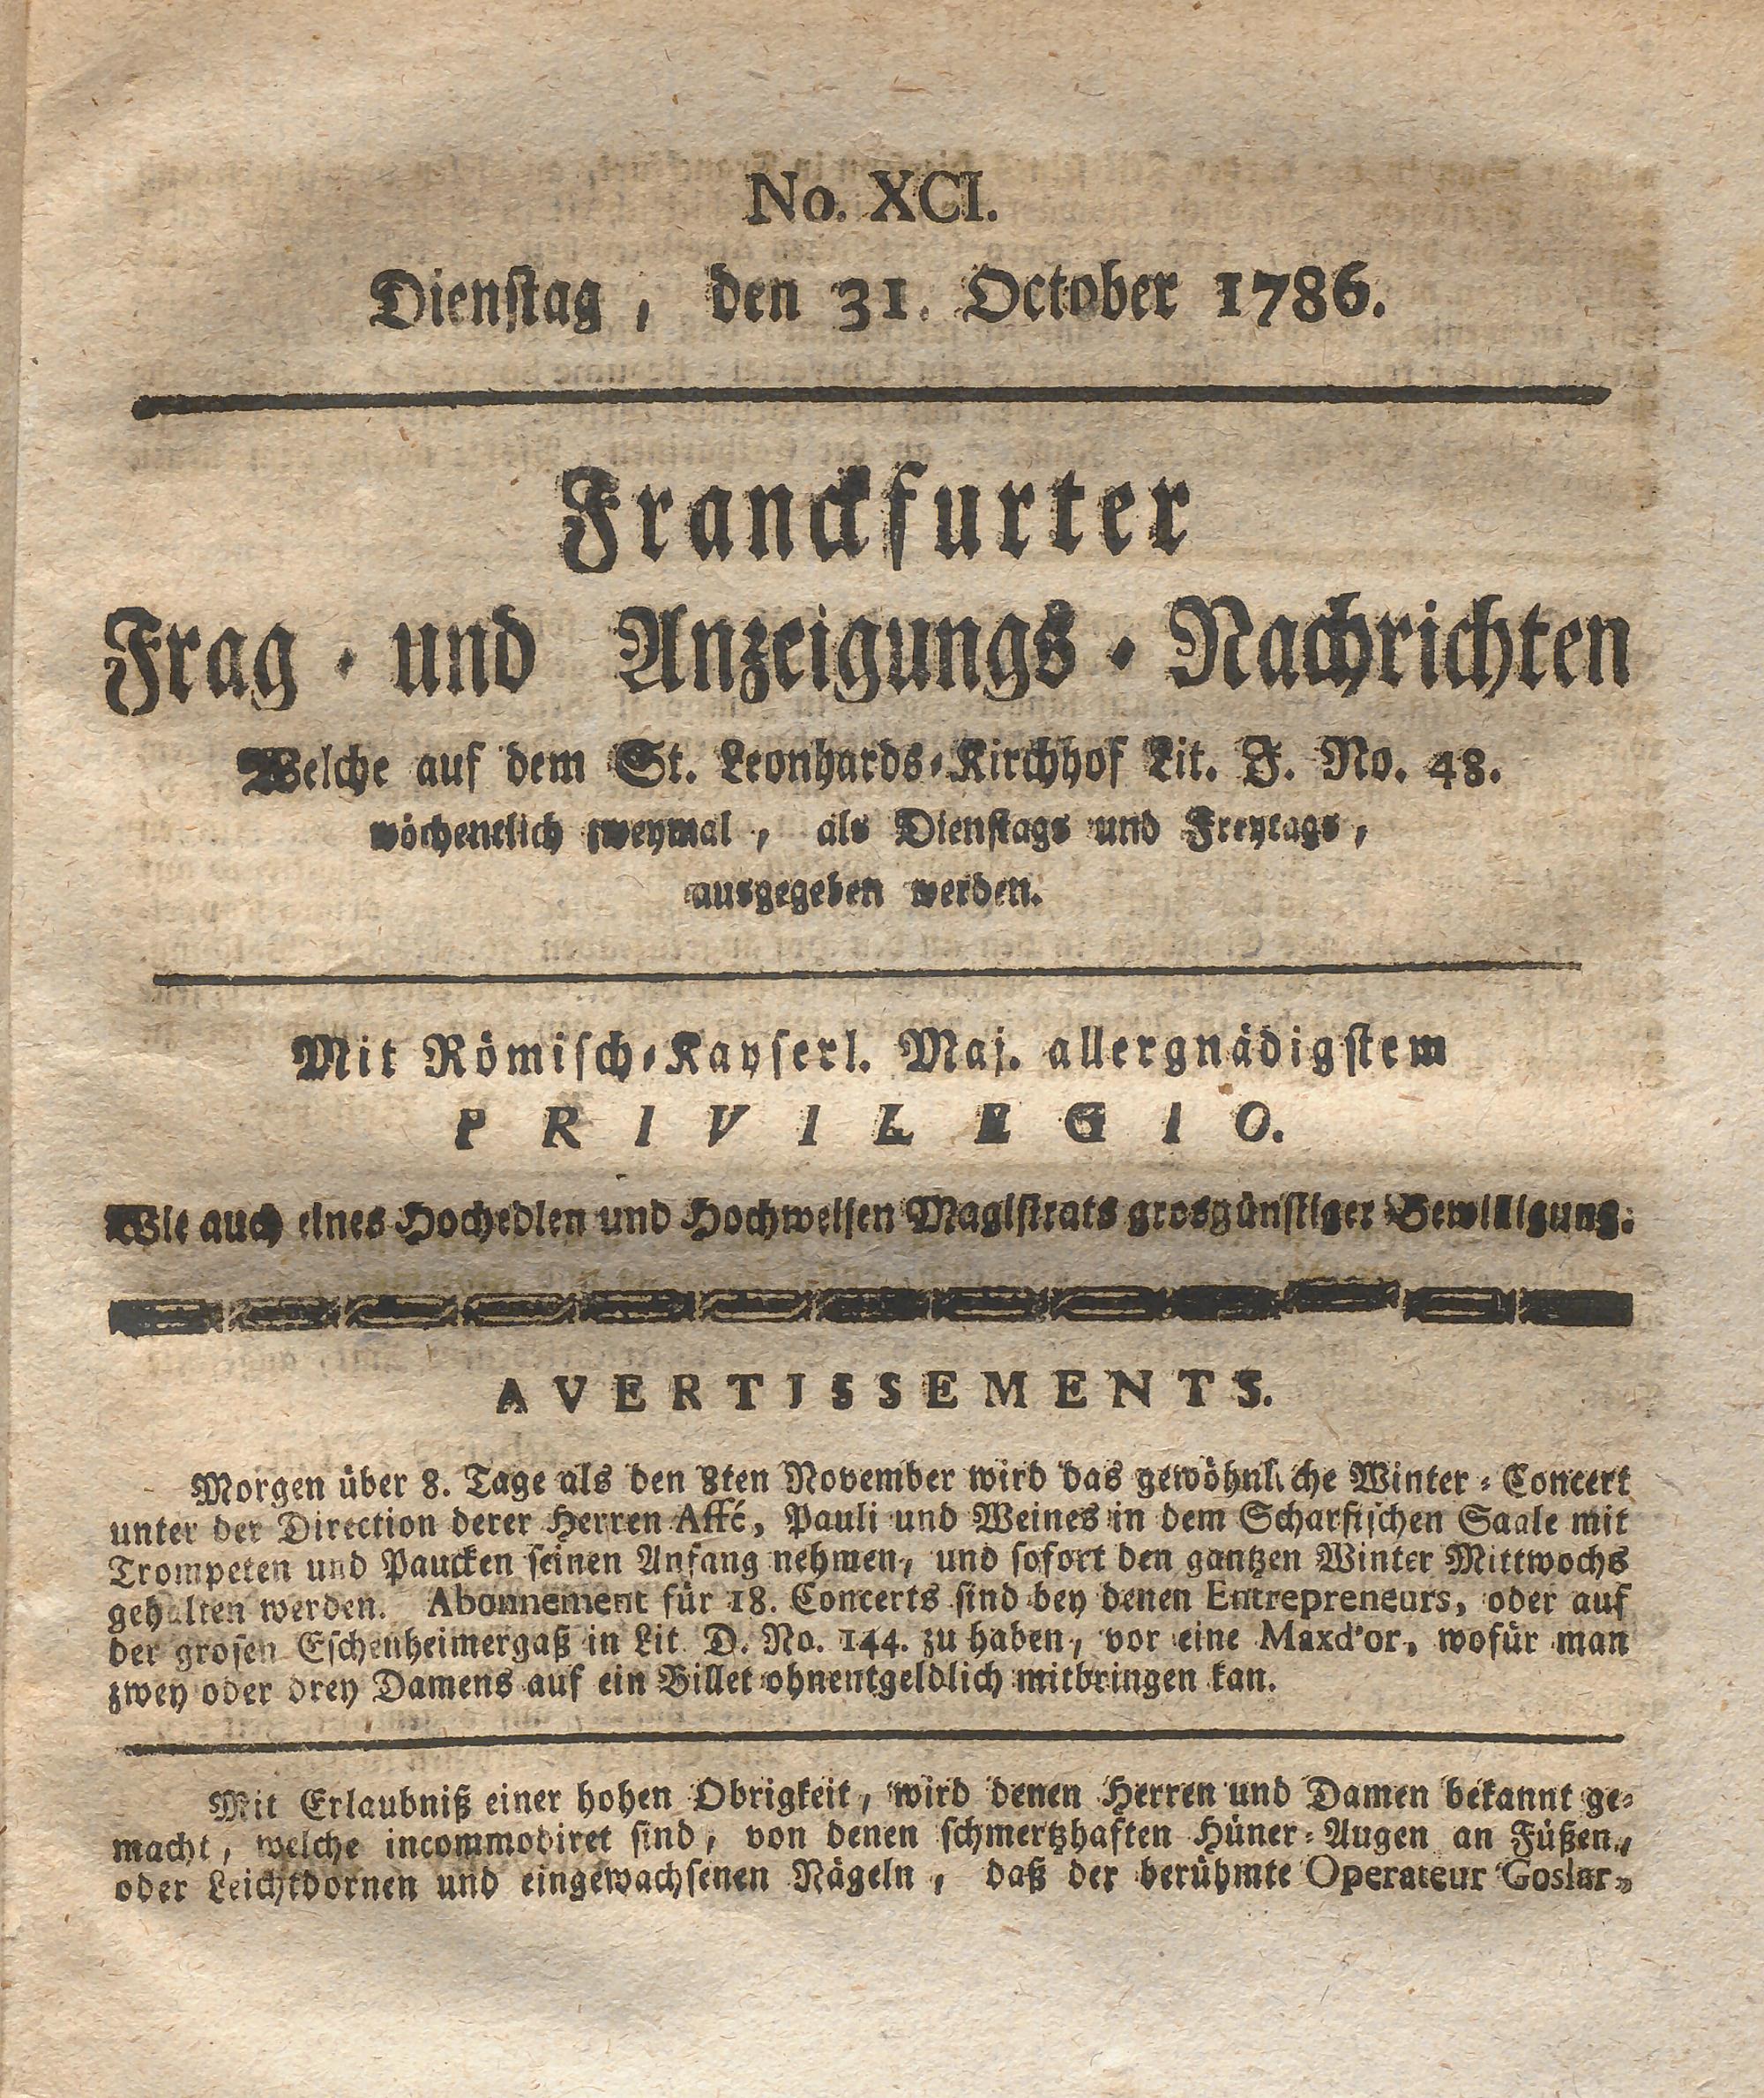 No. XCI.
Dienstag, den 31. October 1786.
Franckfurter
Frag- und Anzeigungs-Nachrichten
Welche auf dem St. Leonhards-Kirchhof Lit. J. No. 48.
wöchentlich zweymal, als Dienstags und Freytags,
ausgegeben werden.
Mit Römisch-Kayserl. Maj. allergnädigstem
PRIVILEGIO.
Wie auch eines Hochedlen und Hochweisen Magistrats grosgünstiger Bewilligung.
AVERTISSEMENTS.
Morgen über 8. Tage als den 8ten November wird das gewöhnliche Winter-Concert
unter der Direction derer Herren Affé, Pauli und Weines in dem Scharfischen Saale mit
Trompeten und Paucken seinen Anfang nehmen, und sofort den gantzen Winter Mittwochs
gehalten werden. Abonnement für 18. Concerts sind bey denen Entrepreneurs, oder auf
der grosen Eschenheimergaß in Lit. D. No. 144. zu haben, vor eine Maxd'or, wofür man
zwey oder drey Damens auf ein Billet ohnentgeldlich mitbringen kan.
Mit Erlaubniß einer hohen Obrigkeit, wird denen Herren und Damen bekannt ge-
macht, welche incommodiret sind, von denen schmertzhaften Hüner-Augen an Füßen,
oder Leichtdornen und eingewachsenen Nägeln, daß der berühmte Operateur Goslar,